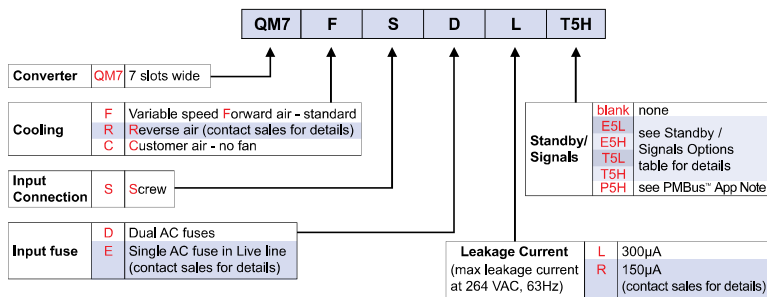 QM7 F S D L T5H
Converter QM7 7 slots wide
Cooling
F Variable speed Forward air - standard
R Reverse air (contact sales for details)
C Customer air - no fan
Input Connection S Screw
Input fuse
D Dual AC fuses
E Single AC fuse in Live line
(contact sales for details)
Standby/
Signals
blank none
E5L
E5H
T5L
T5H
see Standby /
Signals Options
table for details
P5H see PMBus™ App Note
Leakage Current
(max leakage current
at 264 VAC, 63Hz)
L 300µA
R 150µA
(contact sales for details)